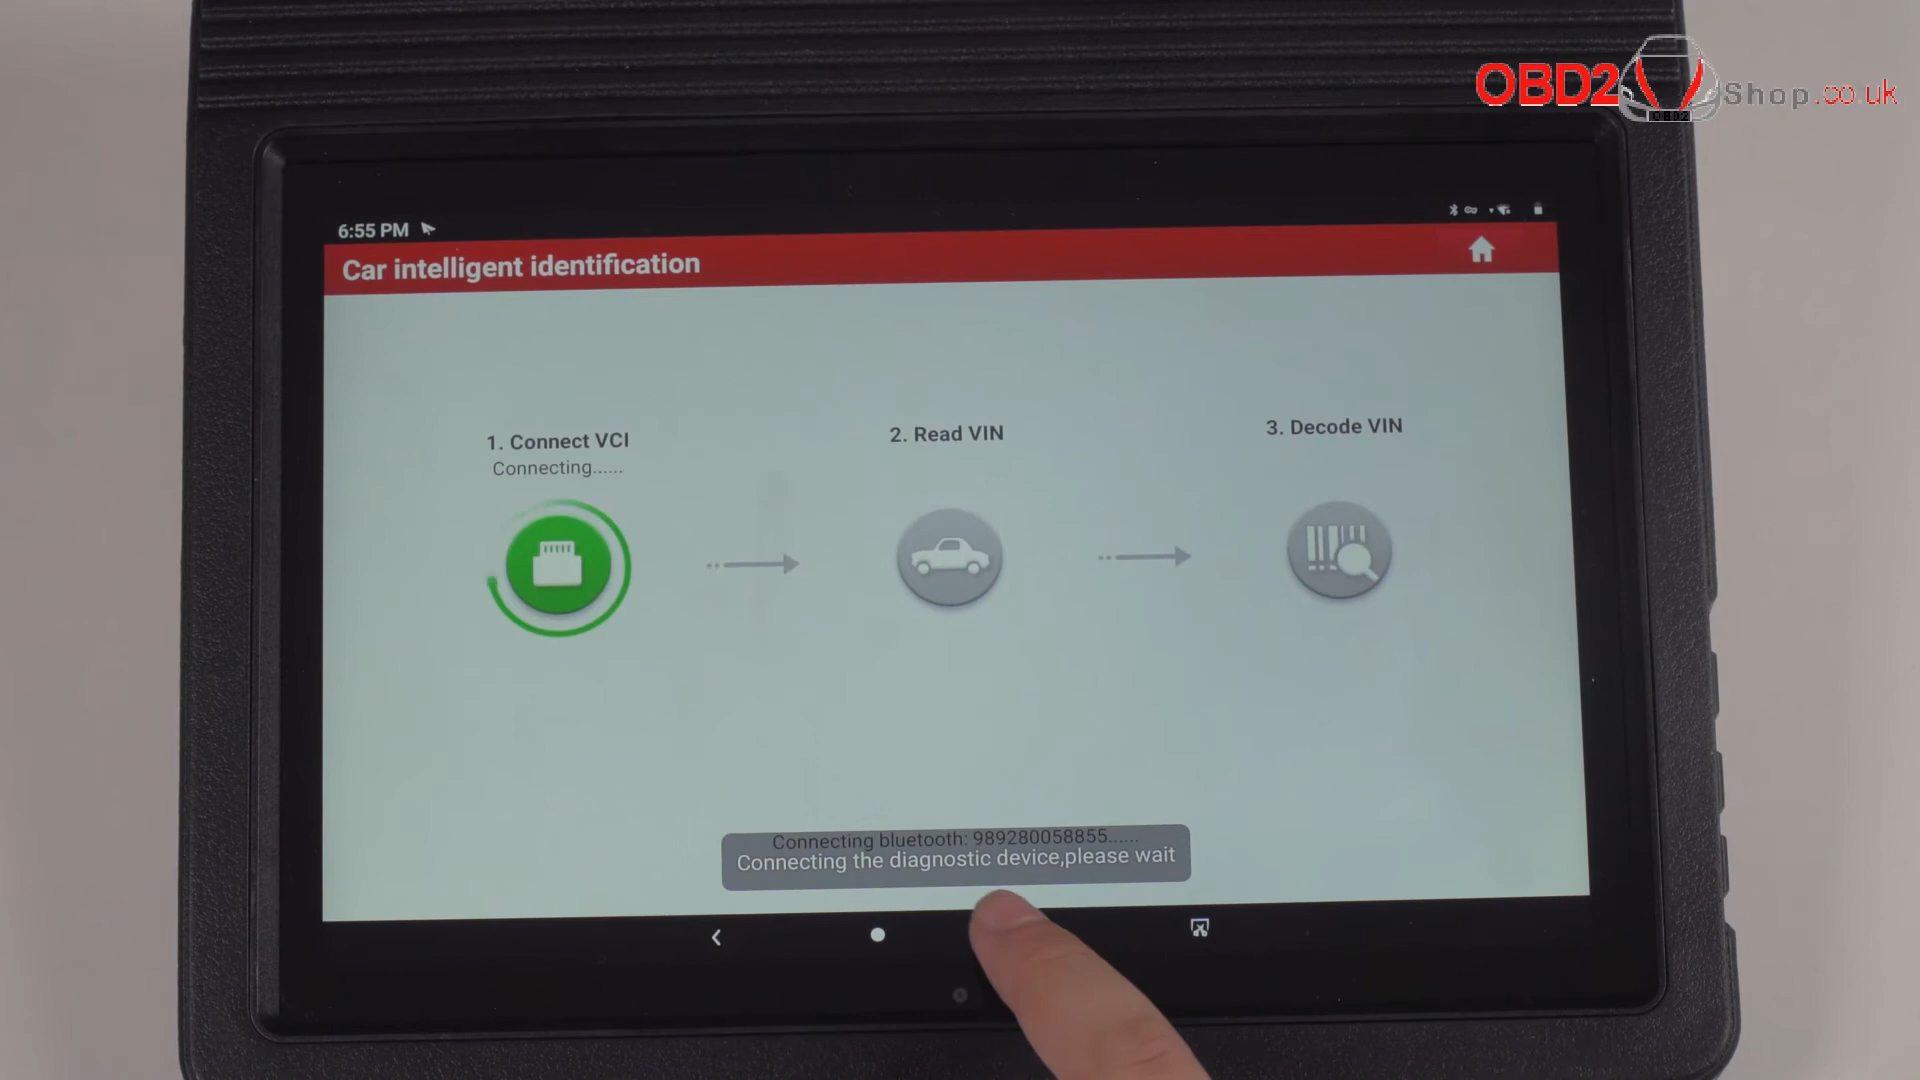 OBD2 Shop.co.uk
OBD2
6:55 PM
Car intelligent identification
1. Connect VCI
Connecting......
2. Read VIN
3. Decode VIN
Connecting bluetooth: 989280058855......
Connecting the diagnostic device,please wait